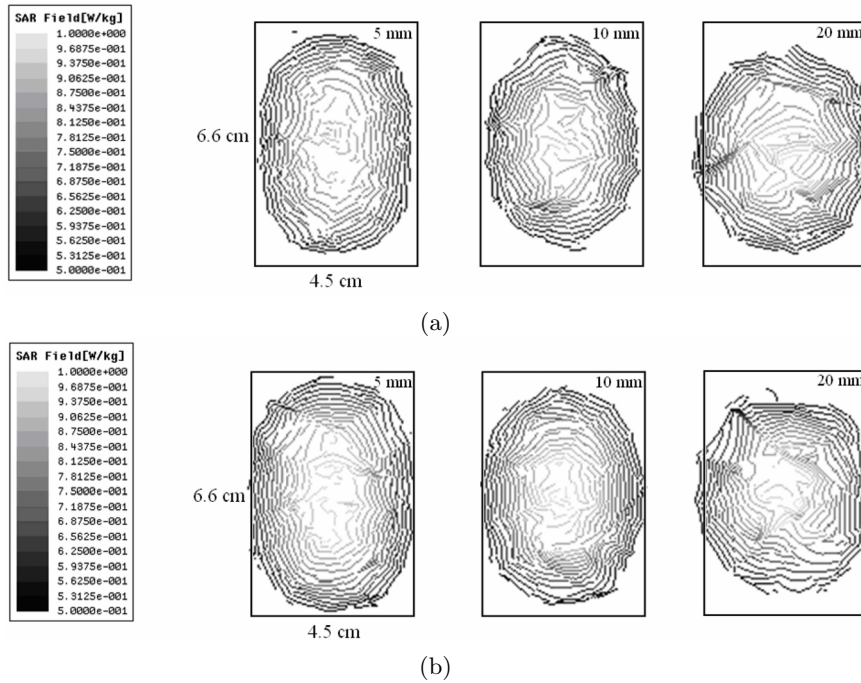 SAR Field[W/kg]
1.0000e+000
9.6875e-001
9.3750e-001
9.0625e-001
8.7500e-001
8.4375e-001
8.1250e-001
7.8125e-001
7.5000e-001
7.1875e-001
6.8750e-001
6.5625e-001
6.2500e-001
5.9375e-001
5.6250e-001
5.3125e-001
5.0000e-001
5 mm
10 mm
20 mm
6.6 cm
4.5 cm
(a)
SAR Field[W/kg]
1.0000e+000
9.6875e-001
9.3750e-001
9.0625e-001
8.7500e-001
8.4375e-001
8.1250e-001
7.8125e-001
7.5000e-001
7.1875e-001
6.8750e-001
6.5625e-001
6.2500e-001
5.9375e-001
5.6250e-001
5.3125e-001
5.0000e-001
5 mm
10 mm
20 mm
6.6 cm
4.5 cm
(b)